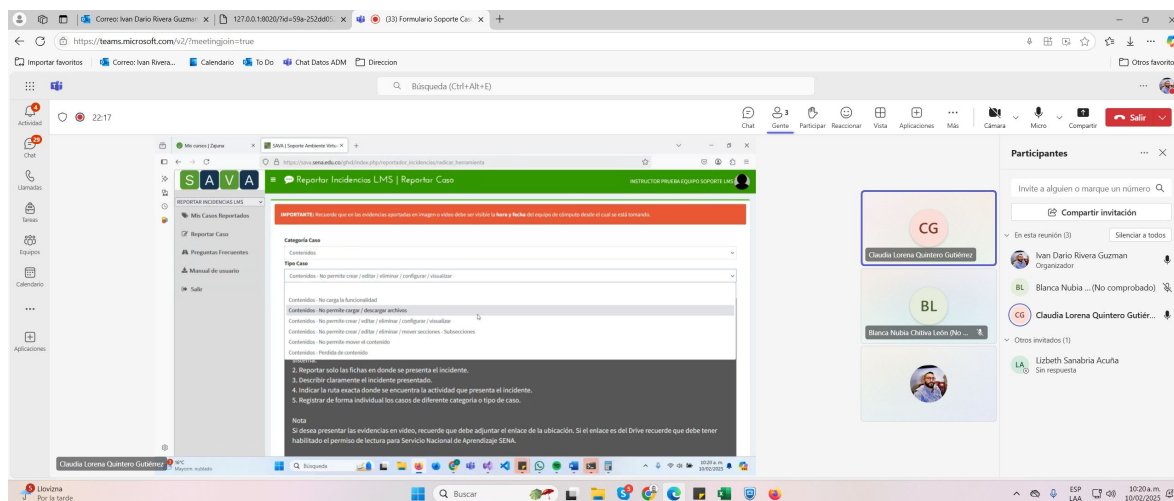 Correo: Ivan Dario Rivera Guzman
127.0.0.1:8020/?id=59a-252dd05
(33) Formulario Soporte Cas
https://teams.microsoft.com/v2/?meetingjoin=true
Importar favoritos
Correo: Ivan Rivera...
Calendario
To Do
Chat Datos ADM
Direccion
Otros favoritos
Búsqueda (Ctrl+Alt+E)
22:17
Chat
Gente
3
Participar
Reaccionar
Vista
Aplicaciones
Más
Cámara
Micro
Compartir
Salir
Actividad
4
Chat
29
Llamadas
Tareas
Equipos
Calendario
Aplicaciones
Mis cursos | Zajuna
SAVA | Soporte Ambiente Virtu
https://sava.sena.edu.co/gfvd/index.php/reportador_incidencias/radicar_herramienta
SAVA
Reportar Incidencias LMS | Reportar Caso
INSTRUCTOR PRUEBA EQUIPO SOPORTE LMS
REPORTAR INCIDENCIAS LMS
Mis Casos Reportados
Reportar Caso
Preguntas Frecuentes
Manual de usuario
Salir
IMPORTANTE: Recuerde que en las evidencias aportadas en imagen o video debe ser visible la hora y fecha del equipo de cómputo desde el cual se está tomando.
Categoría Caso
Contenidos
Tipo Caso
Contenidos - No permite crear / editar / eliminar / configurar / visualizar
Contenidos - No carga la funcionalidad
Contenidos - No permite cargar / descargar archivos
Contenidos - No permite crear / editar / eliminar / configurar / visualizar
Contenidos - No permite crear / editar / eliminar / mover secciones - Subsecciones
Contenidos - No permite mover el contenido
Contenidos - Perdida de contenido
sistema.
2. Reportar solo las fichas en donde se presenta el incidente.
3. Describir claramente el incidente presentado.
4. Indicar la ruta exacta donde se encuentra la actividad que presenta el incidente.
5. Registrar de forma individual los casos de diferente categoría o tipo de caso.
Nota
Si desea presentar las evidencias en video, recuerde que debe adjuntar el enlace de la ubicación. Si el enlace es del Drive recuerde que debe tener
habilitado el permiso de lectura para Servicio Nacional de Aprendizaje SENA.
Claudia Lorena Quintero Gutiérrez
16°C
Mayorm. nublado
Búsqueda
10:20 a.m.
10/02/2025
CG
Claudia Lorena Quintero Gutiérrez
BL
Blanca Nubia Chitiva León (No ...
Participantes
Invite a alguien o marque un número
Compartir invitación
En esta reunión (3)
Silenciar a todos
Ivan Dario Rivera Guzman
Organizador
BL
Blanca Nubia ... (No comprobado)
CG
Claudia Lorena Quintero Gutiér...
Otros invitados (1)
LA
Lizbeth Sanabria Acuña
Sin respuesta
Llovizna
Por la tarde
Buscar
ESP
LAA
10:20 a.m.
10/02/2025